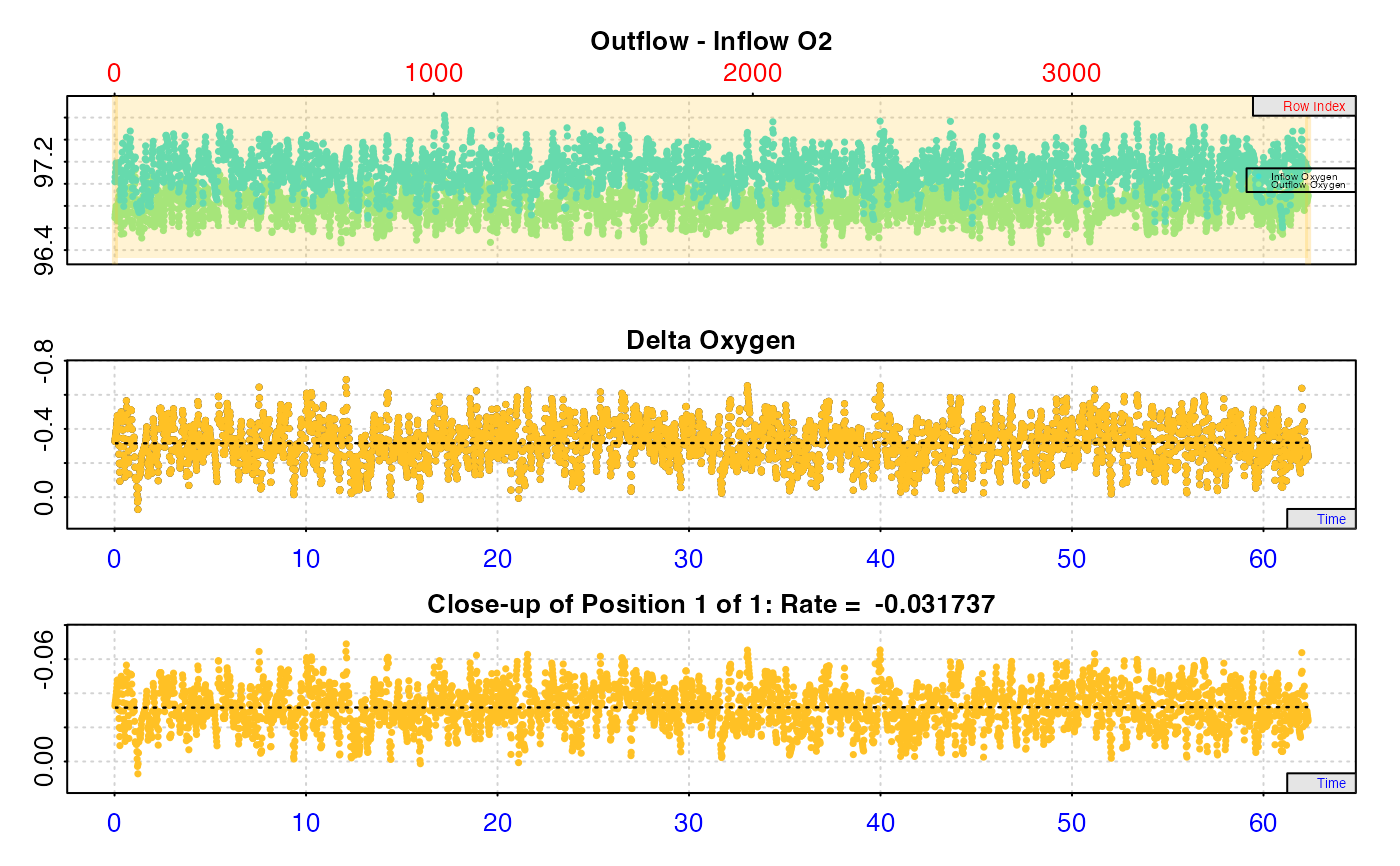 Outflow - Inflow O2
0 1000 2000 3000
Row Index
97.2
96.4
Inflow Oxygen
Outflow Oxygen
Delta Oxygen
-0.8
-0.4
0.0
Time
0 10 20 30 40 50 60
Close-up of Position 1 of 1: Rate = -0.031737
-0.06
0.00
Time
0 10 20 30 40 50 60